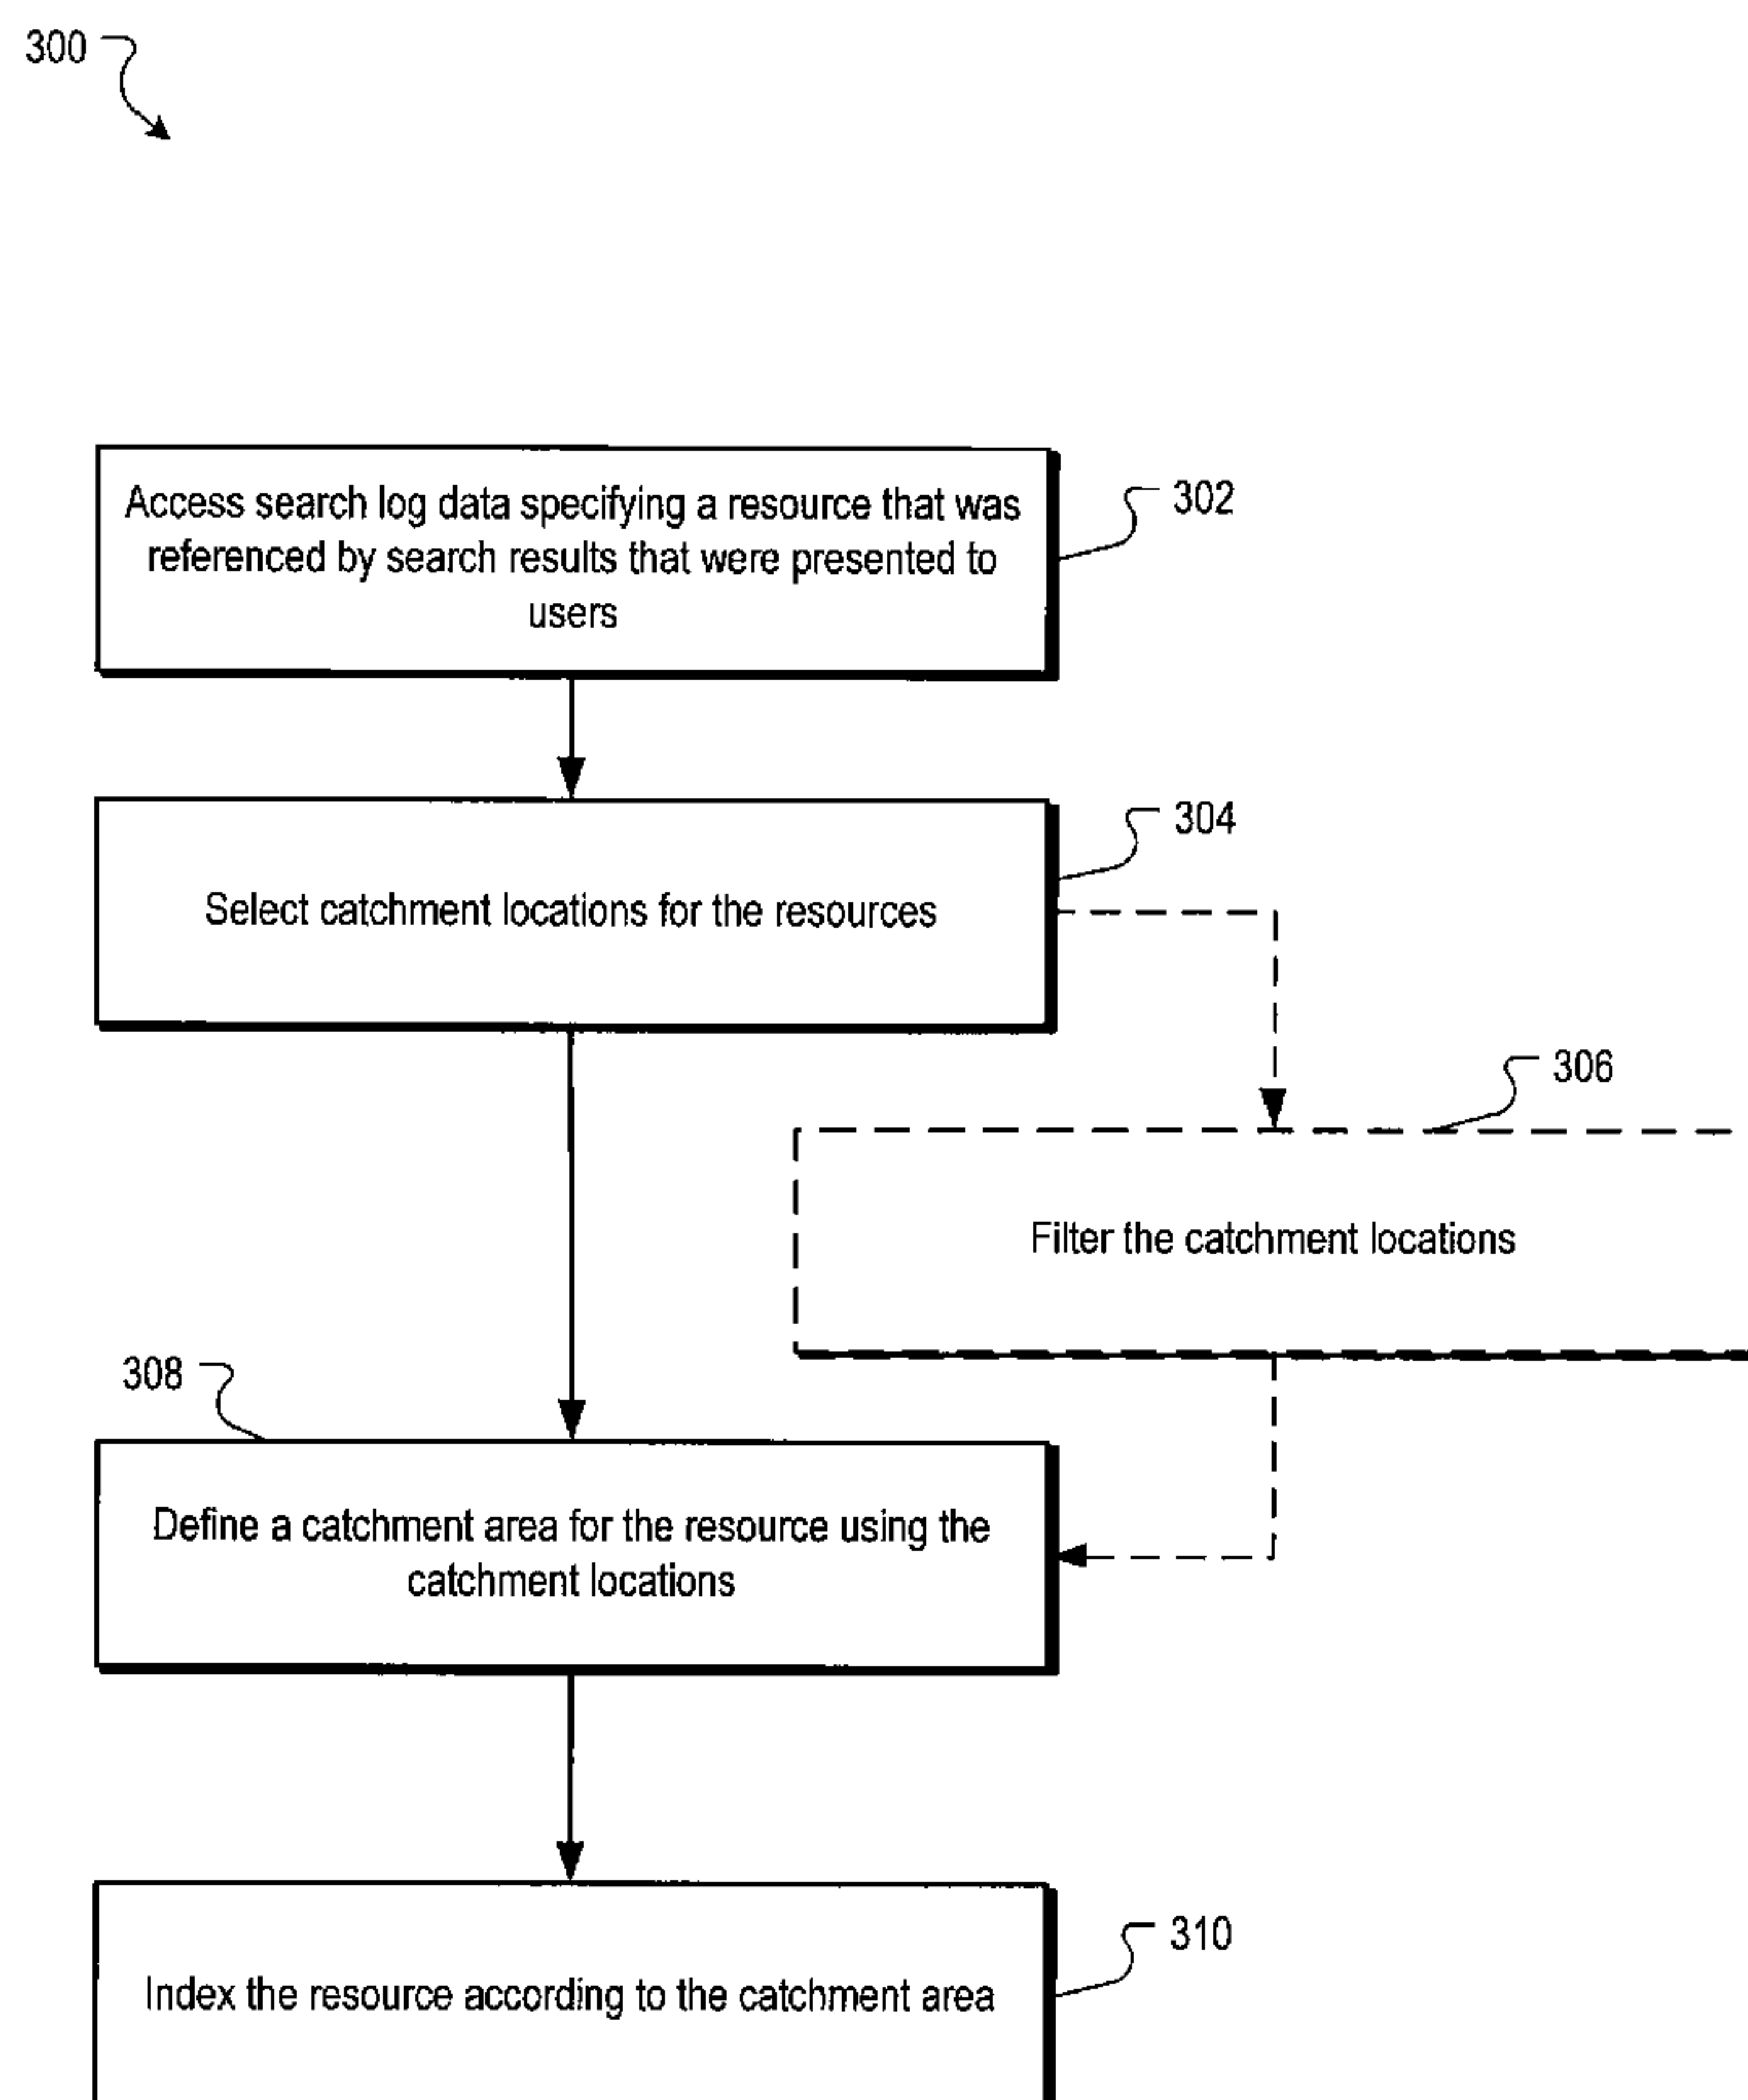 300
Access search log data specifying a resource that was
referenced by search results that were presented to
users
302
Select catchment locations for the resources
304
306
Filter the catchment locations
308
Define a catchment area for the resource using the
catchment locations
Index the resource according to the catchment area
310